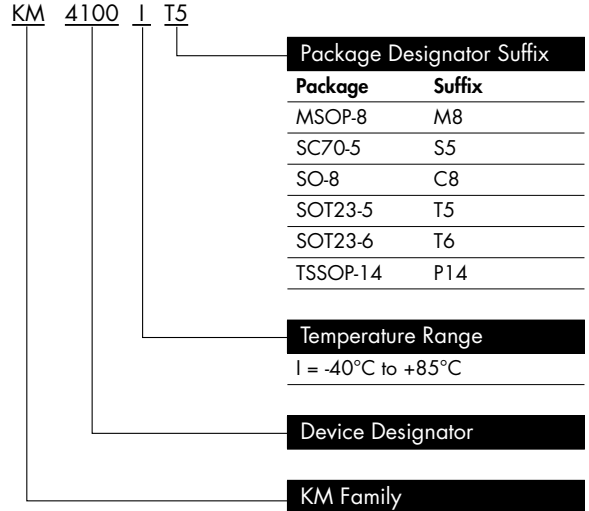 KM 4100 I T5
Package Designator Suffix
Package Suffix
MSOP-8 M8
SC70-5 S5
SO-8 C8
SOT23-5 T5
SOT23-6 T6
TSSOP-14 P14
Temperature Range
I = -40°C to +85°C
Device Designator
KM Family